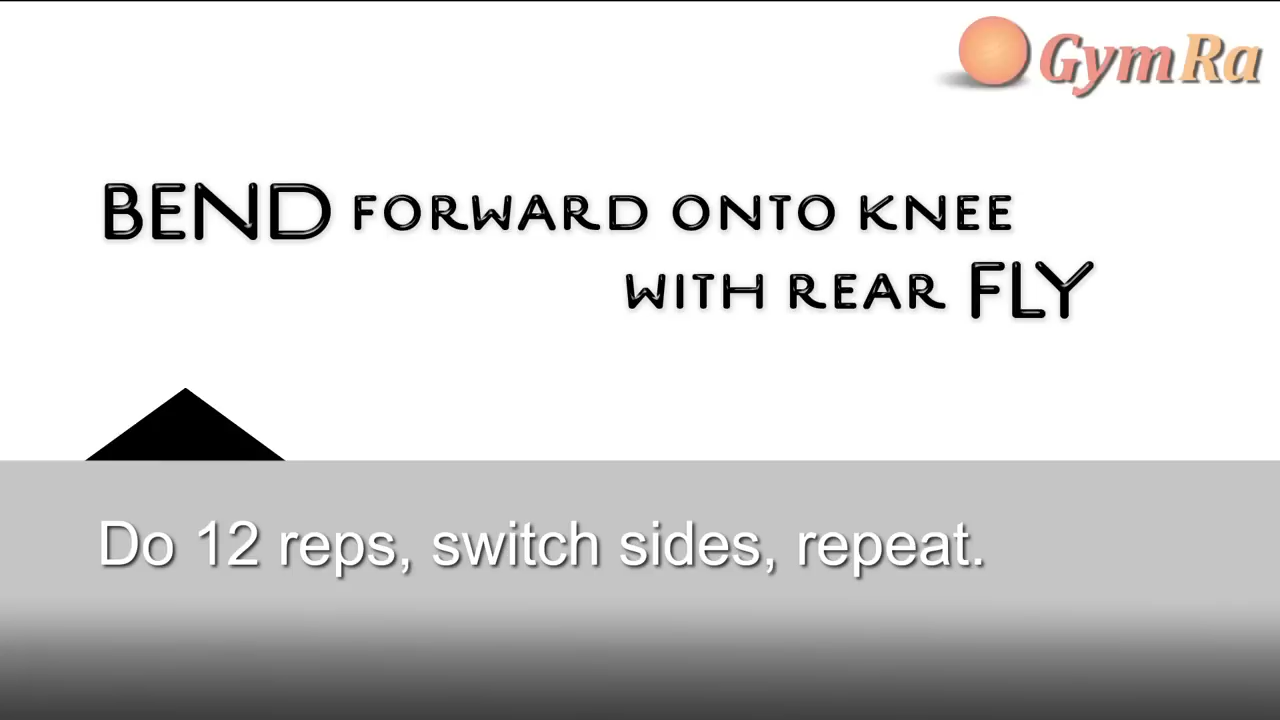 GymRa
BEND FORWARD ONTO KNEE
WITH REAR FLY
Do 12 reps, switch sides, repeat.